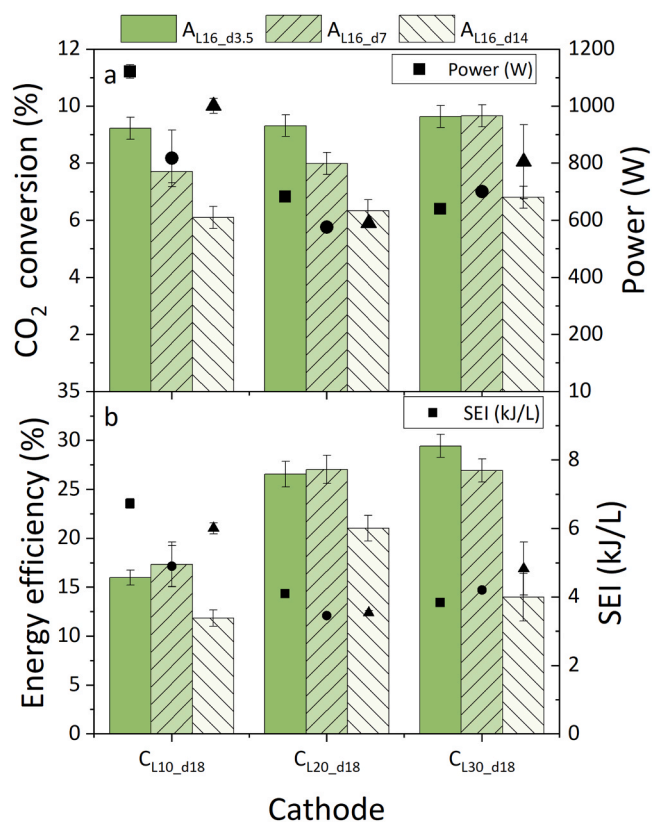 A_L16_d3.5 A_L16_d7 A_L16_d14
a
Power (W)
12
10
8
6
4
2
CO₂ conversion (%)
1200
1000
800
600
400
200
Power (W)
35
10
b
SEI (kJ/L)
30
25
20
15
10
5
0
Energy efficiency (%)
8
6
4
2
0
SEI (kJ/L)
C_L10_d18 C_L20_d18 C_L30_d18
Cathode